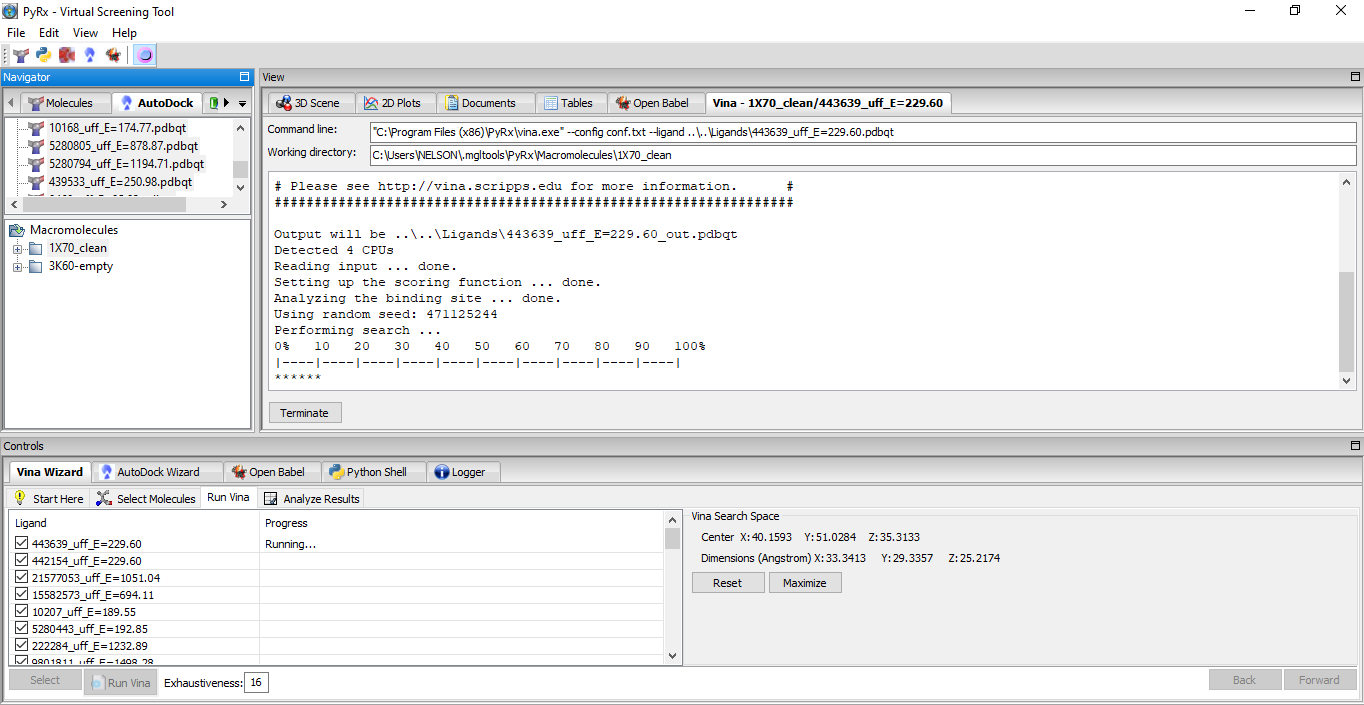 PyRx - Virtual Screening Tool
File Edit View Help
Navigator
Molecules AutoDock
10168_uff_E=174.77.pdbqt
5280805_uff_E=878.87.pdbqt
5280794_uff_E=1194.71.pdbqt
439533_uff_E=250.98.pdbqt
Macromolecules
1X70_clean
3K60-empty
View
3D Scene 2D Plots Documents Tables Open Babel Vina - 1X70_clean/443639_uff_E=229.60
Command line: "C:\Program Files (x86)\PyRx\vina.exe" --config conf.txt --ligand ..\..\Ligands\443639_uff_E=229.60.pdbqt
Working directory: C:\Users\NELSON\.mgltools\PyRx\Macromolecules\1X70_clean
# Please see http://vina.scripps.edu for more information. #
#################################################################
Output will be ..\..\Ligands\443639_uff_E=229.60_out.pdbqt
Detected 4 CPUs
Reading input ... done.
Setting up the scoring function ... done.
Analyzing the binding site ... done.
Using random seed: 471125244
Performing search ...
0% 10 20 30 40 50 60 70 80 90 100%
|----|----|----|----|----|----|----|----|----|----|
******
Terminate
Controls
Vina Wizard AutoDock Wizard Open Babel Python Shell Logger
Start Here Select Molecules Run Vina Analyze Results
Ligand Progress
443639_uff_E=229.60 Running...
442154_uff_E=229.60
21577053_uff_E=1051.04
15582573_uff_E=694.11
10207_uff_E=189.55
5280443_uff_E=192.85
222284_uff_E=1232.89
9801811_uff_E=1498.28
Vina Search Space
Center X:40.1593 Y:51.0284 Z:35.3133
Dimensions (Angstrom) X:33.3413 Y:29.3357 Z:25.2174
Reset Maximize
Select Run Vina Exhaustiveness: 16 Back Forward